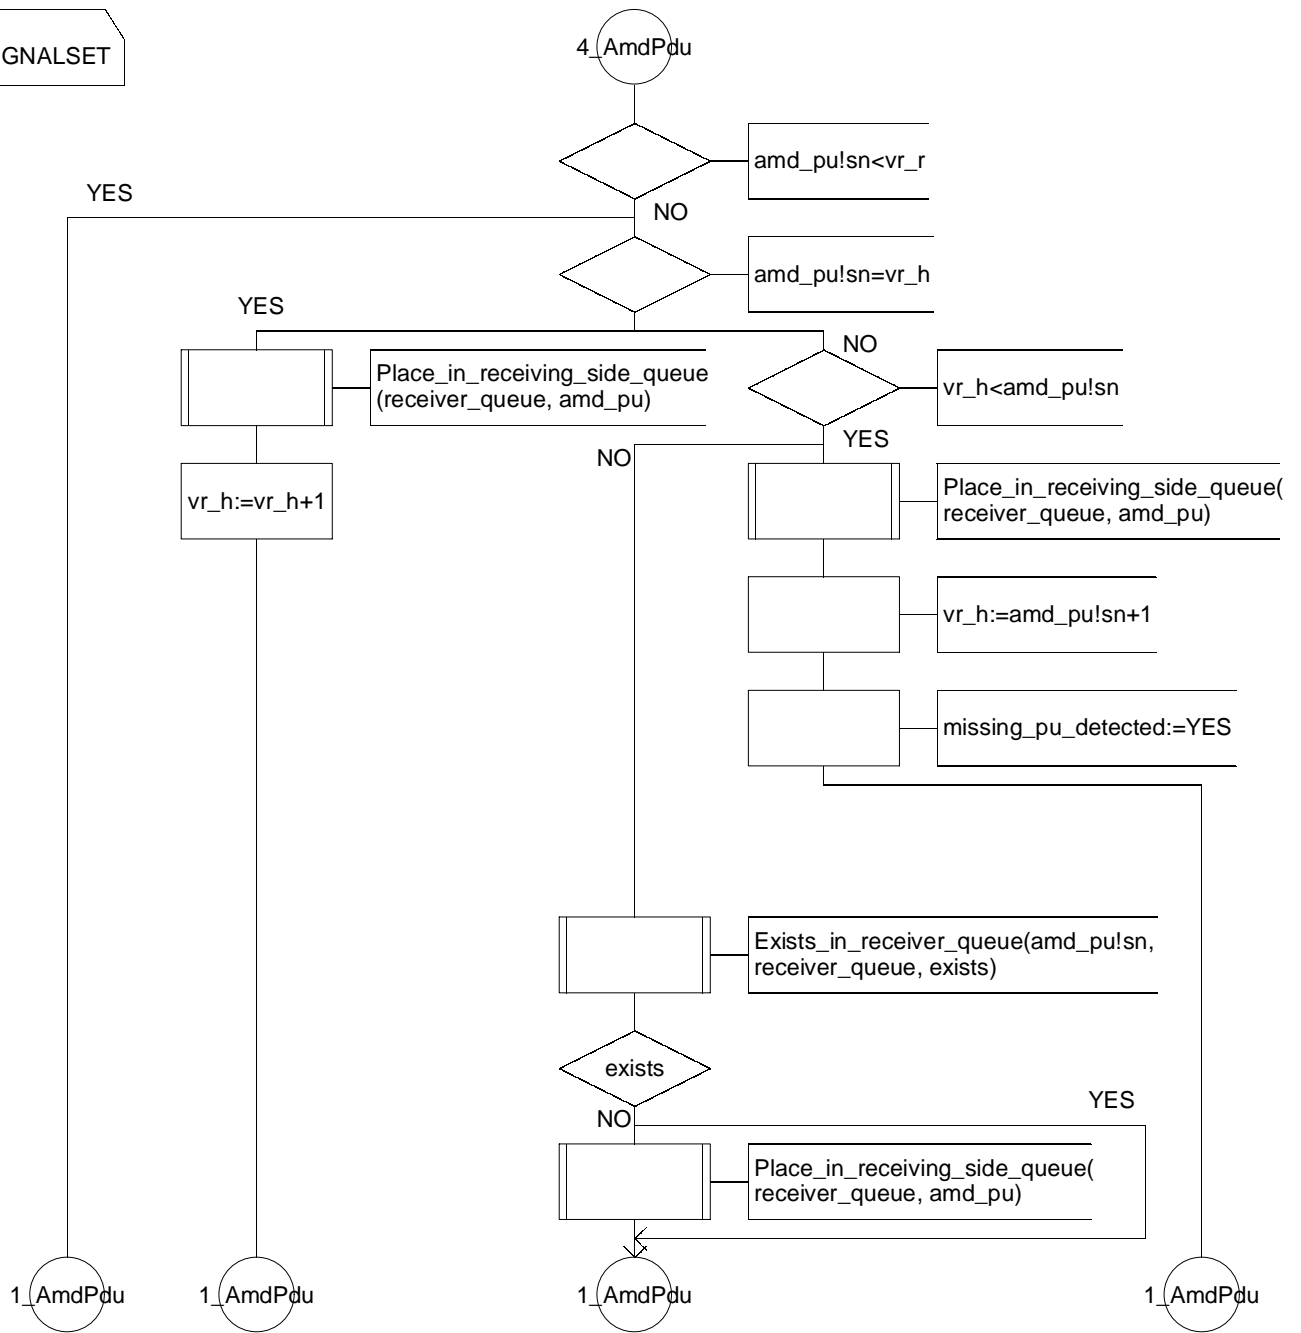 GNALSET
4_AmdPdu
amd_pu!sn<vr_r
YES
NO
amd_pu!sn=vr_h
YES
NO
Place_in_receiving_side_queue
(receiver_queue, amd_pu)
vr_h<amd_pu!sn
YES
NO
vr_h:=vr_h+1
Place_in_receiving_side_queue(
receiver_queue, amd_pu)
vr_h:=amd_pu!sn+1
missing_pu_detected:=YES
Exists_in_receiver_queue(amd_pu!sn,
receiver_queue, exists)
exists
YES
NO
Place_in_receiving_side_queue(
receiver_queue, amd_pu)
1_AmdPdu
1_AmdPdu
1_AmdPdu
1_AmdPdu